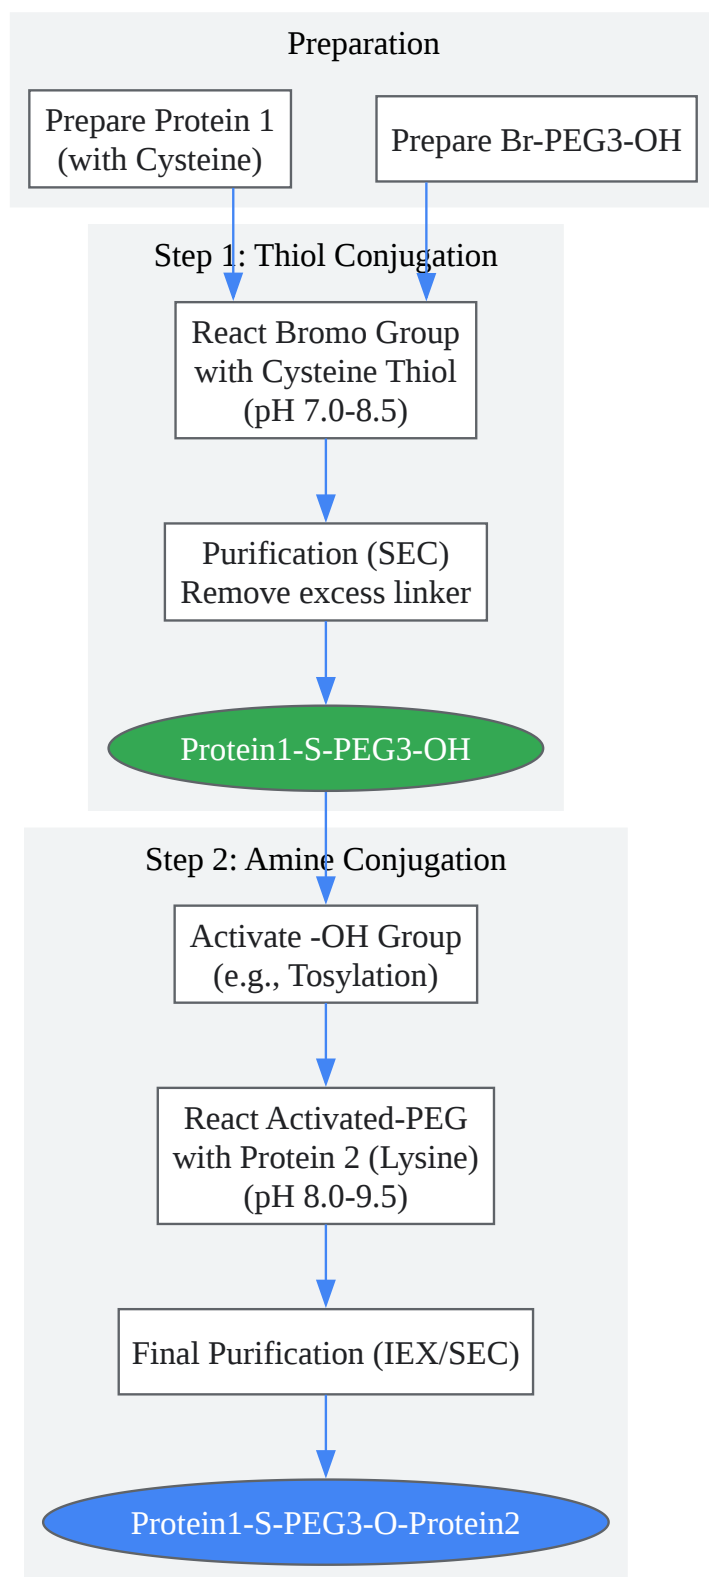 Preparation
Prepare Protein 1
(with Cysteine)
Prepare Br-PEG3-OH
Step 1: Thiol Conjugation
React Bromo Group
with Cysteine Thiol
(pH 7.0-8.5)
Purification (SEC)
Remove excess linker
Protein1-S-PEG3-OH
Step 2: Amine Conjugation
Activate -OH Group
(e.g., Tosylation)
React Activated-PEG
with Protein 2 (Lysine)
(pH 8.0-9.5)
Final Purification (IEX/SEC)
Protein1-S-PEG3-O-Protein2